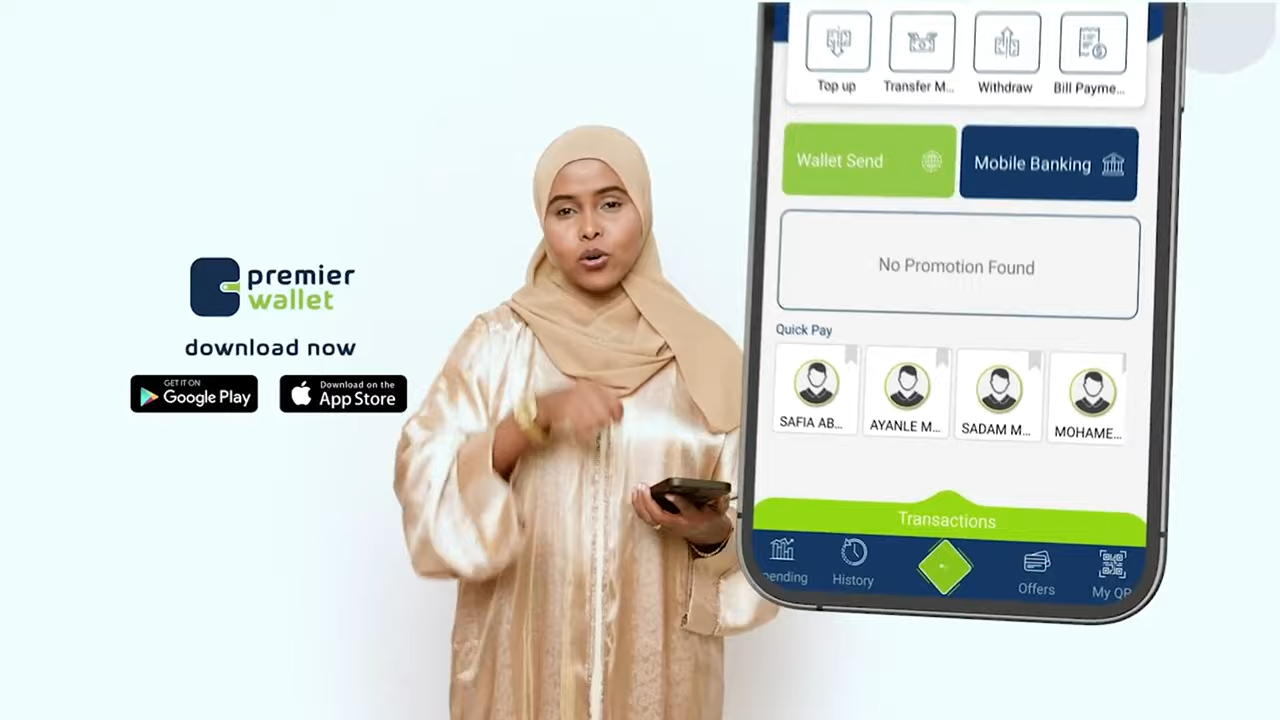 premier
wallet
download now
GET IT ON
Google Play
Download on the
App Store
Top up
Transfer M...
Withdraw
Bill Payme...
Wallet Send
Mobile Banking
No Promotion Found
Quick Pay
SAFIA AB...
AYANLE M...
SADAM M...
MOHAME...
Transactions
pending
History
Offers
My QR